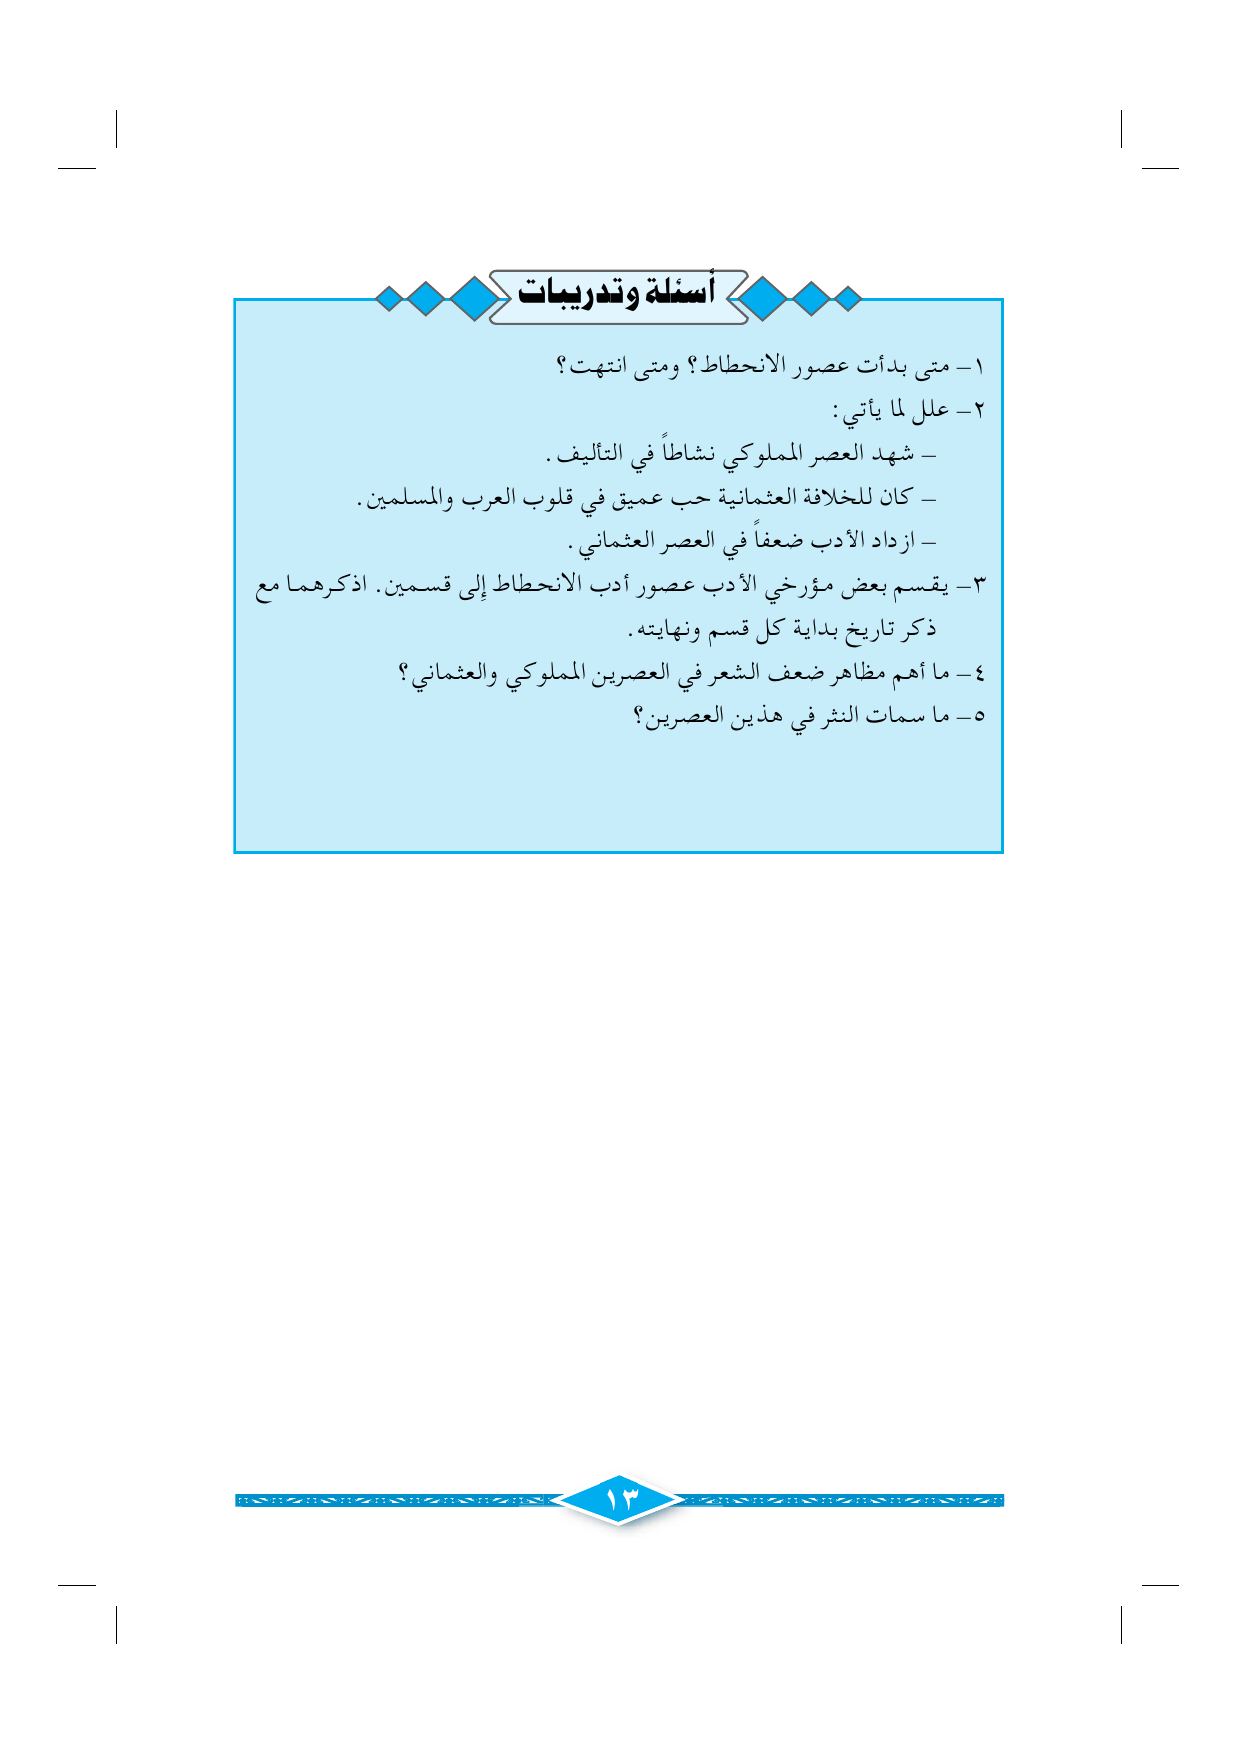 أسئلة وتدريبات
١– متى بدأت عصور الانحطاط؟ ومتى انتهت؟
٢– علل لما يأتي:
– شهد العصر المملوكي نشاطاً في التأليف.
– كان للخلافة العثمانية حب عميق في قلوب العرب والمسلمين.
– ازداد الأدب ضعفاً في العصر العثماني.
٣– يقسم بعض مؤرخي الأدب عصور أدب الانحطاط إِلى قسمين. اذكرهما مع
ذكر تاريخ بداية كل قسم ونهايته.
٤– ما أهم مظاهر ضعف الشعر في العصرين المملوكي والعثماني؟
٥– ما سمات النثر في هذين العصرين؟
١٣